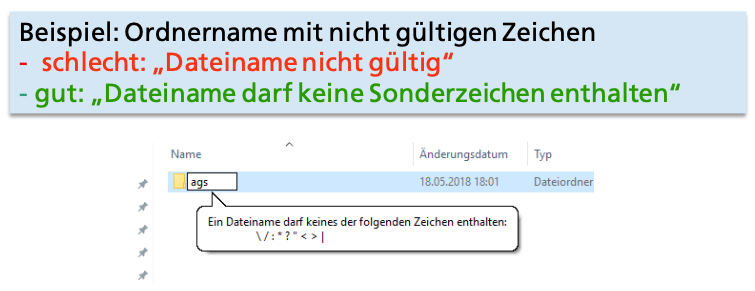 Beispiel: Ordnername mit nicht gültigen Zeichen
- schlecht: „Dateiname nicht gültig“
- gut: „Dateiname darf keine Sonderzeichen enthalten“
Name Änderungsdatum Typ
ags 18.05.2018 18:01 Dateiordner
Ein Dateiname darf keines der folgenden Zeichen enthalten:
\ / : * ? " < > |